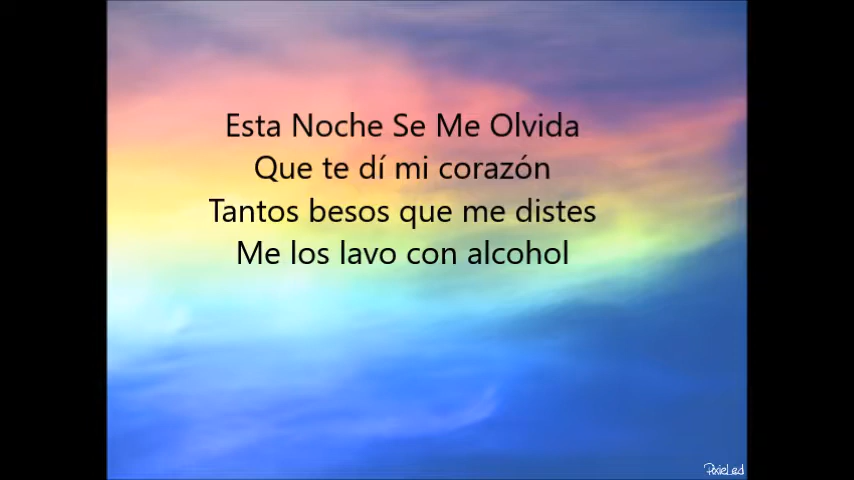 Esta Noche Se Me Olvida
Que te dí mi corazón
Tantos besos que me distes
Me los lavo con alcohol
PixieLed